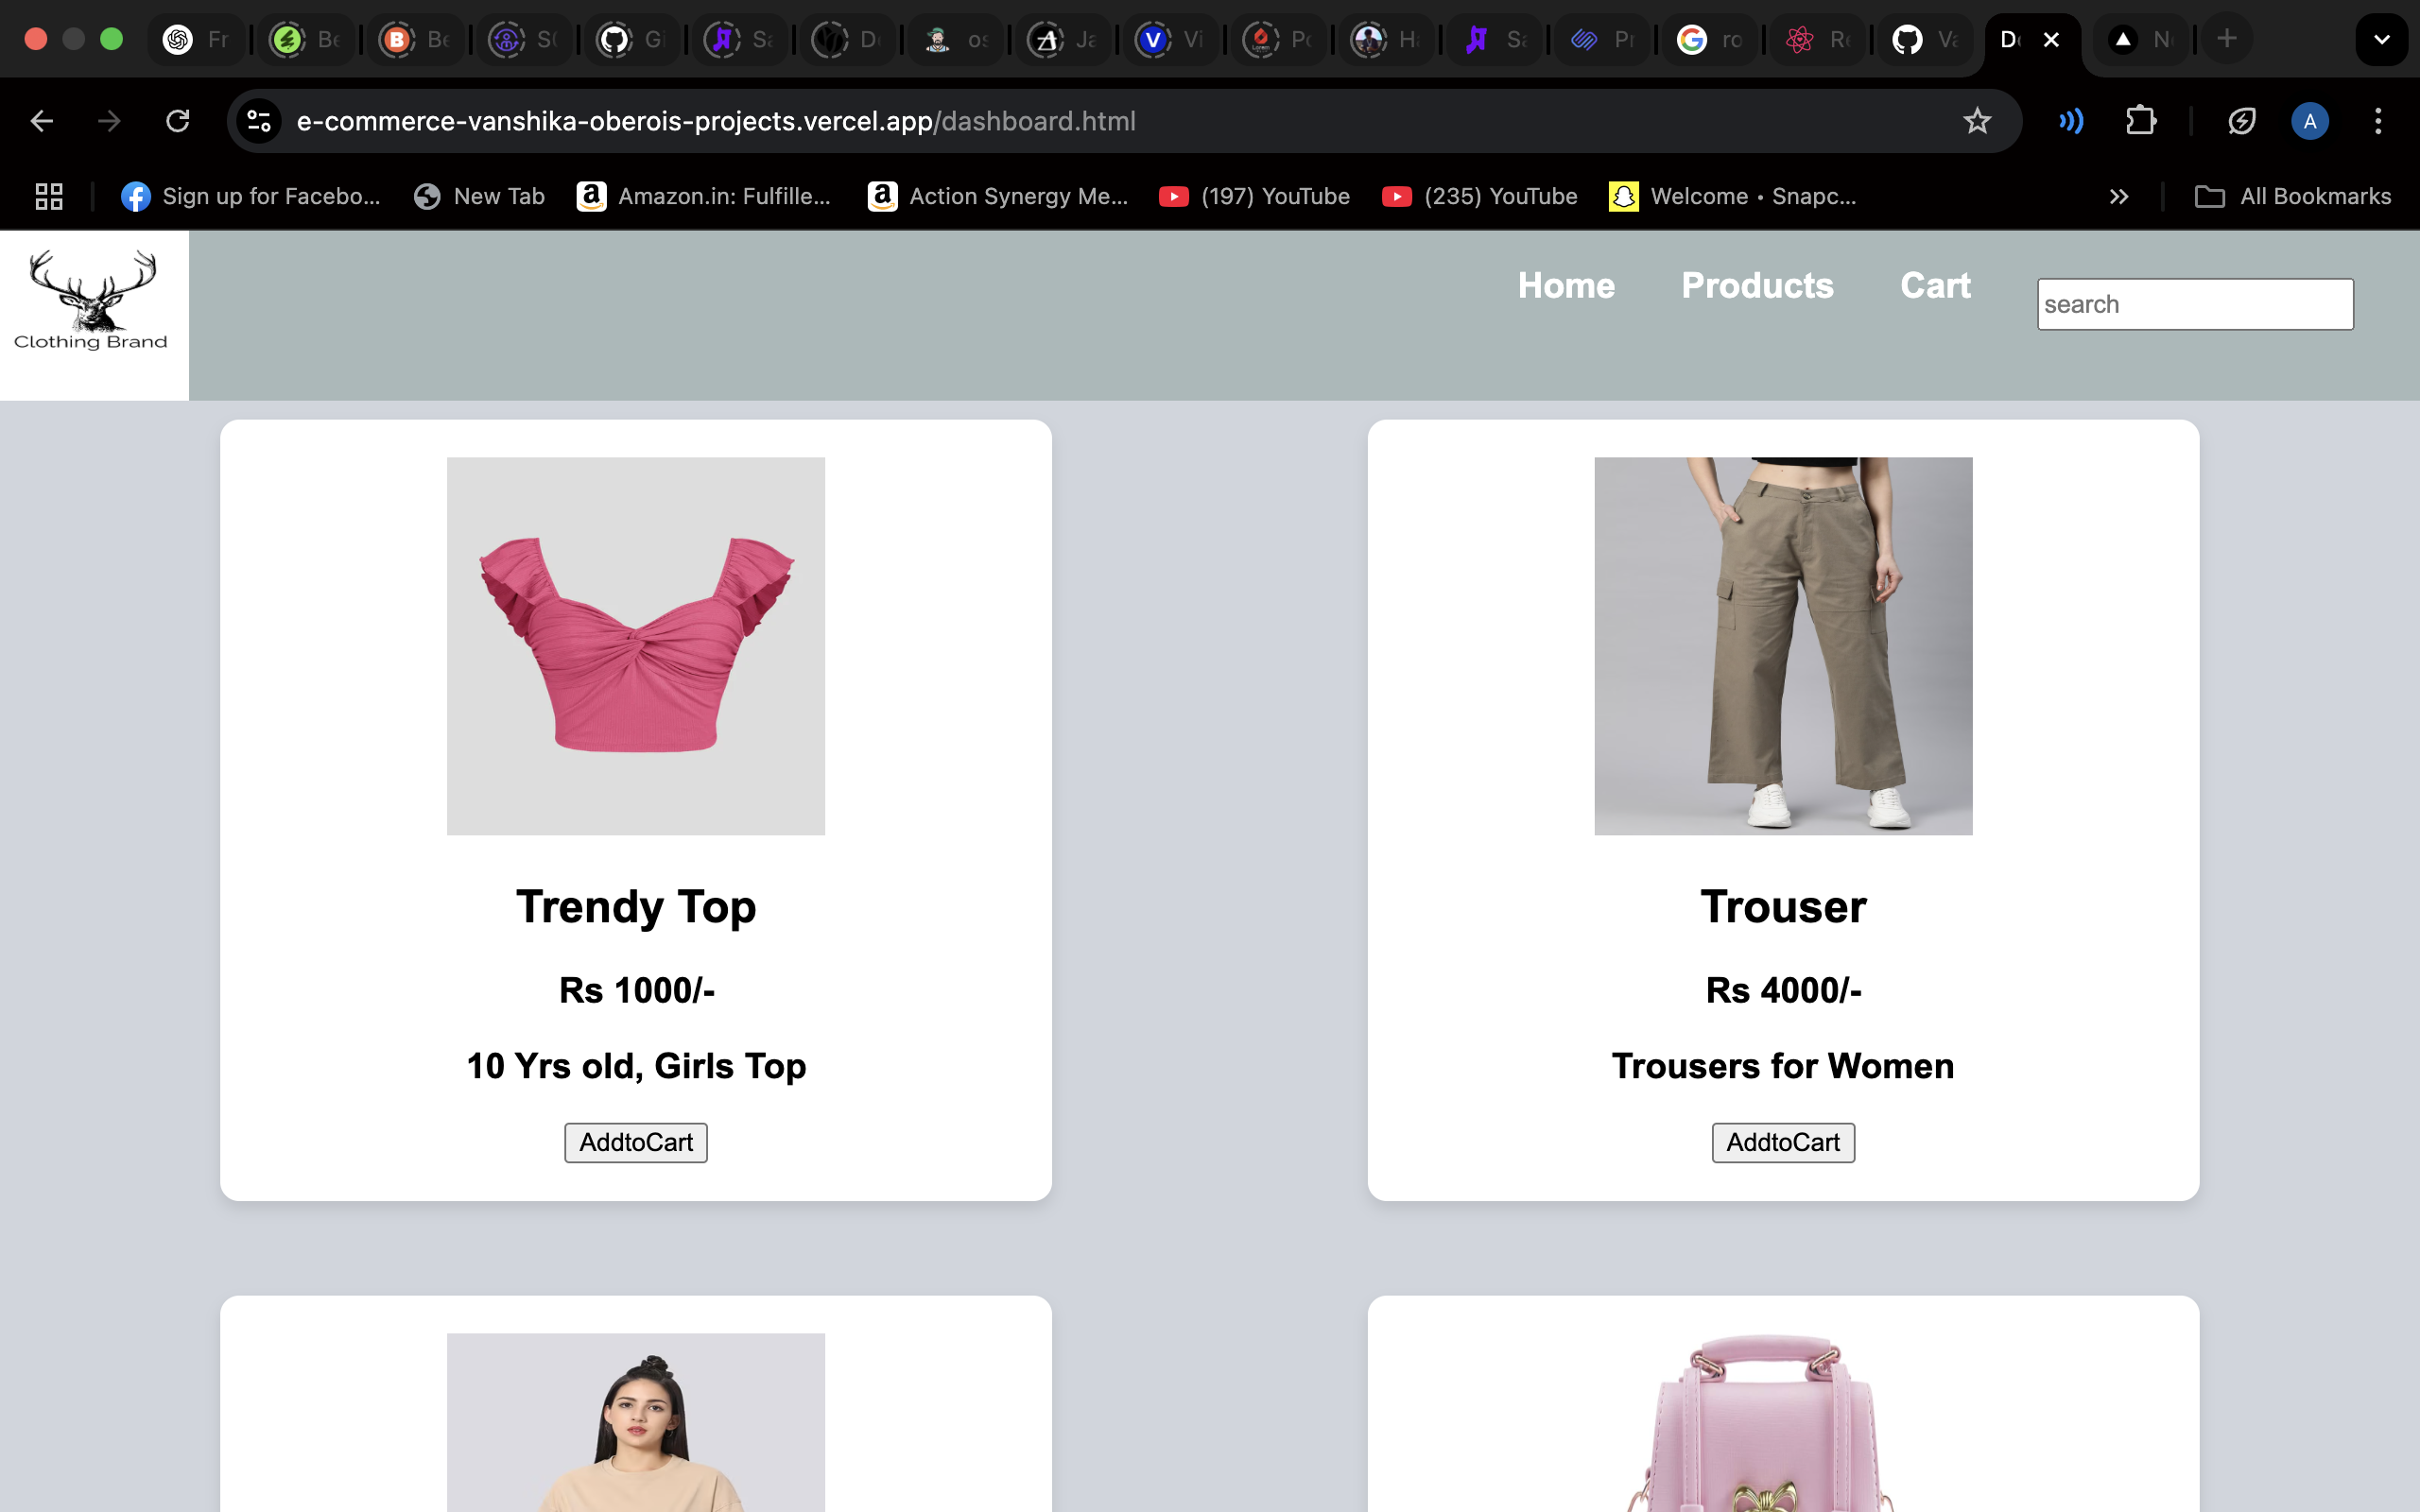 Fr
Be
Be
SC
Gi
Sa
D
os
Ja
Vi
Po
Ha
Sa
Pr
ro
Re
Va
Do
N
e-commerce-vanshika-oberois-projects.vercel.app/dashboard.html
A
Sign up for Facebo...
New Tab
Amazon.in: Fulfille...
Action Synergy Me...
(197) YouTube
(235) YouTube
Welcome • Snapc...
All Bookmarks
Clothing Brand
Home
Products
Cart
search
Trendy Top
Rs 1000/-
10 Yrs old, Girls Top
AddtoCart
Trouser
Rs 4000/-
Trousers for Women
AddtoCart